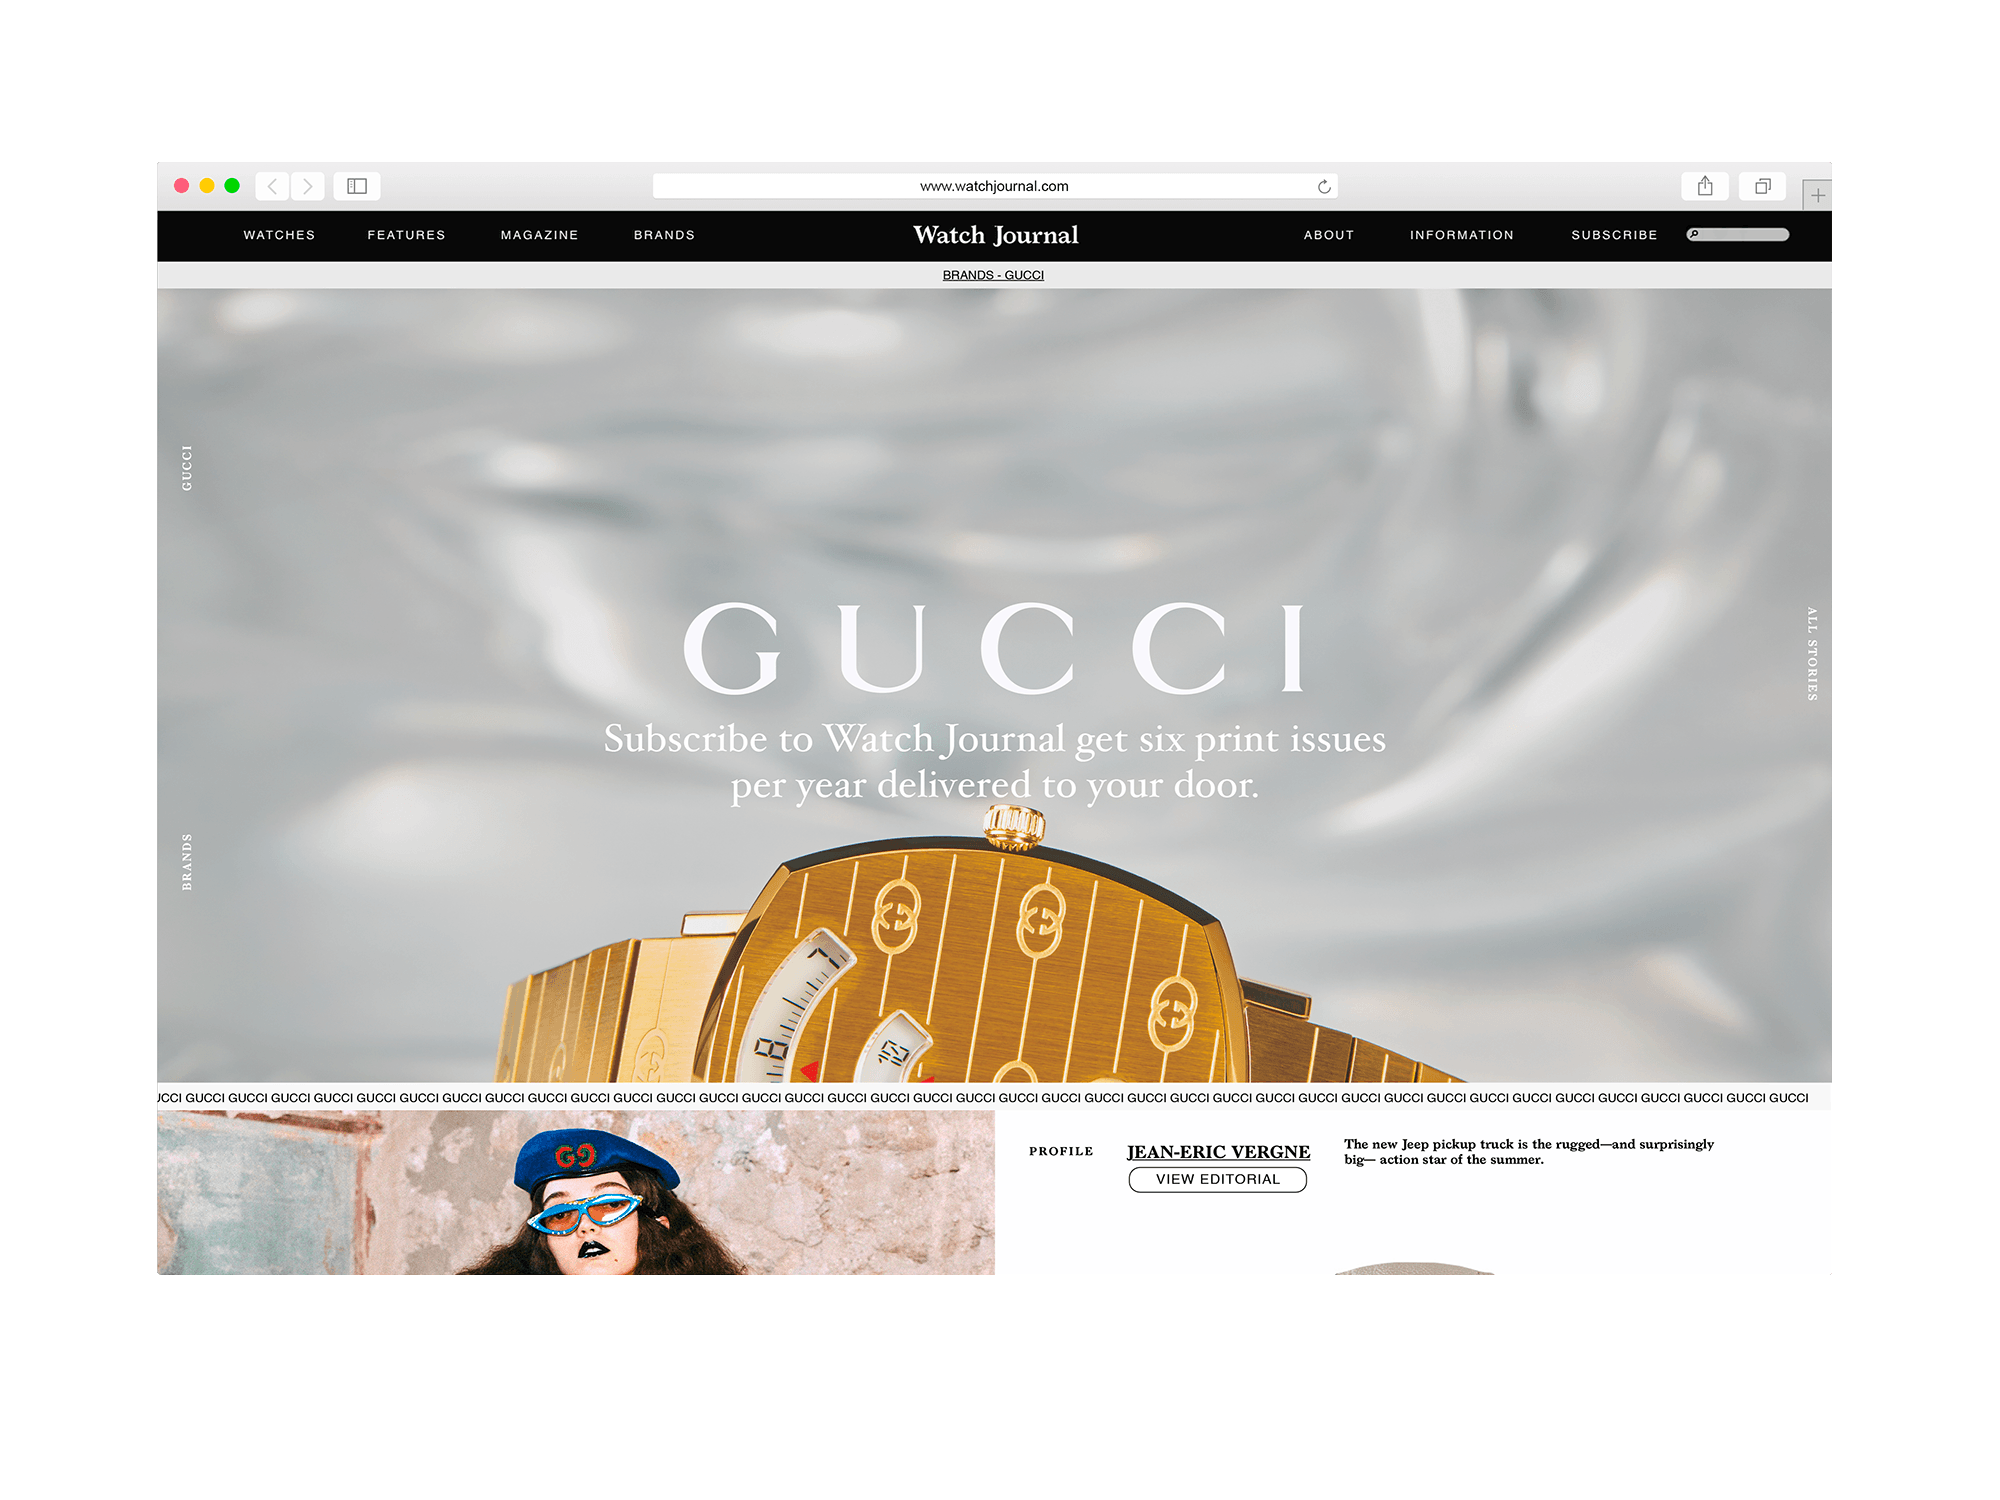 www.watchjournal.com
WATCHES FEATURES MAGAZINE BRANDS Watch Journal ABOUT INFORMATION SUBSCRIBE
BRANDS - GUCCI
GUCCI
ALL STORIES
BRANDS
GUCCI
Subscribe to Watch Journal get six print issues
per year delivered to your door.
7
8
10
UCCI GUCCI GUCCI GUCCI GUCCI GUCCI GUCCI GUCCI GUCCI GUCCI GUCCI GUCCI GUCCI GUCCI GUCCI GUCCI GUCCI GUCCI GUCCI GUCCI GUCCI GUCCI GUCCI GUCCI GUCCI GUCCI GUCCI GUCCI GUCCI GUCCI GUCCI GUCCI GUCCI GUCCI GUCCI GUCCI GUCCI GUCCI GUCCI
PROFILE
JEAN-ERIC VERGNE
VIEW EDITORIAL
The new Jeep pickup truck is the rugged—and surprisingly
big— action star of the summer.